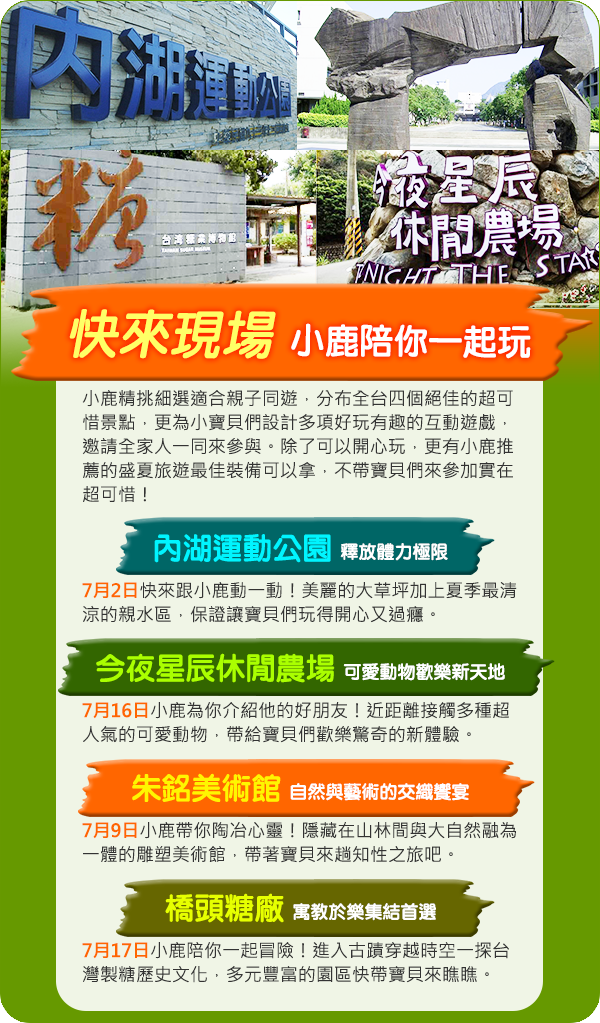 內湖運動公園
糖
台灣糖業博物館
今夜星辰
休閒農場
TNIGHT THE STARS
快來現場 小鹿陪你一起玩
小鹿精挑細選適合親子同遊，分布全台四個絕佳的超可
惜景點，更為小寶貝們設計多項好玩有趣的互動遊戲，
邀請全家人一同來參與。除了可以開心玩，更有小鹿推
薦的盛夏旅遊最佳裝備可以拿，不帶寶貝們來參加實在
超可惜！
內湖運動公園 釋放體力極限
7月2日快來跟小鹿動一動！美麗的大草坪加上夏季最清
涼的親水區，保證讓寶貝們玩得開心又過癮。
今夜星辰休閒農場 可愛動物歡樂新天地
7月16日小鹿為你介紹他的好朋友！近距離接觸多種超
人氣的可愛動物，帶給寶貝們歡樂驚奇的新體驗。
朱銘美術館 自然與藝術的交織饗宴
7月9日小鹿帶你陶冶心靈！隱藏在山林間與大自然融為
一體的雕塑美術館，帶著寶貝來趟知性之旅吧。
橋頭糖廠 寓教於樂集結首選
7月17日小鹿陪你一起冒險！進入古蹟穿越時空一探台
灣製糖歷史文化，多元豐富的園區快帶寶貝來瞧瞧。